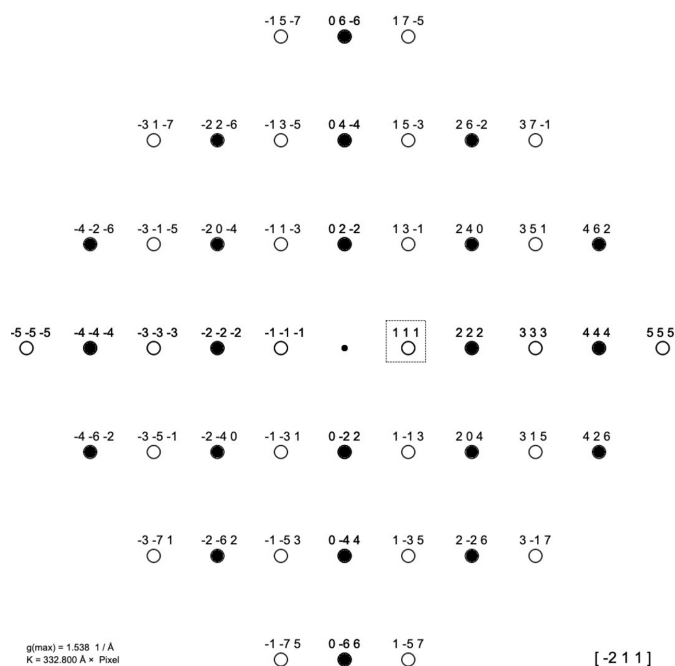 -1 5 -7 0 6 -6 1 7 -5
-3 1 -7 -2 2 -6 -1 3 -5 0 4 -4 1 5 -3 2 6 -2 3 7 -1
-4 -2 -6 -3 -1 -5 -2 0 -4 -1 1 -3 0 2 -2 1 3 -1 2 4 0 3 5 1 4 6 2
-5 -5 -5 -4 -4 -4 -3 -3 -3 -2 -2 -2 -1 -1 -1 1 1 1 2 2 2 3 3 3 4 4 4 5 5 5
-4 -6 -2 -3 -5 -1 -2 -4 0 -1 -3 1 0 -2 2 1 -1 3 2 0 4 3 1 5 4 2 6
-3 -7 1 -2 -6 2 -1 -5 3 0 -4 4 1 -3 5 2 -2 6 3 -1 7
-1 -7 5 0 -6 6 1 -5 7
g(max) = 1.538 1 / Å
K = 332.800 Å × Pixel
[ -2 1 1 ]